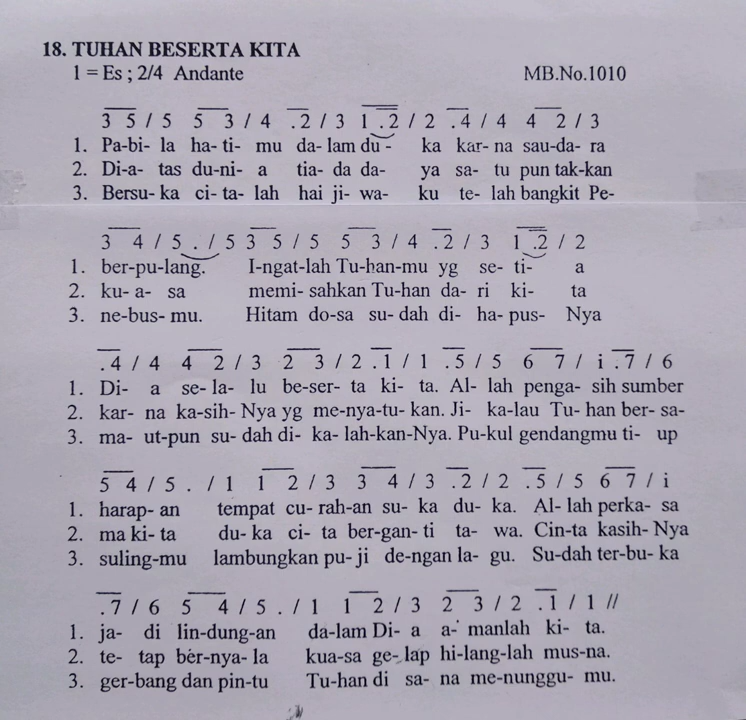 18. TUHAN BESERTA KITA
1 = Es ; 2/4 Andante MB.No.1010
3 5 / 5 5 3 / 4 .2 / 3 1 .2 / 2 .4 / 4 4 2 / 3
1. Pa-bi- la ha- ti- mu da- lam du - ka kar- na sau-da- ra
2. Di-a- tas du-ni- a tia- da da- ya sa- tu pun tak-kan
3. Bersu- ka ci- ta- lah hai ji- wa- ku te- lah bangkit Pe-
3 4 / 5 . / 5 3 5 / 5 5 3 / 4 .2 / 3 1 .2 / 2
1. ber-pu-lang. I-ngat-lah Tu-han-mu yg se- ti- a
2. ku- a- sa memi- sahkan Tu-han da- ri ki- ta
3. ne-bus- mu. Hitam do-sa su- dah di- ha- pus- Nya
.4 / 4 4 2 / 3 2 3 / 2 .1 / 1 .5 / 5 6 7 / i .7 / 6
1. Di- a se- la- lu be-ser- ta ki- ta. Al- lah penga- sih sumber
2. kar- na ka-sih- Nya yg me-nya-tu- kan. Ji- ka-lau Tu- han ber- sa-
3. ma- ut-pun su- dah di- ka- lah-kan-Nya. Pu-kul gendangmu ti- up
5 4 / 5 . / 1 1 2 / 3 3 4 / 3 .2 / 2 .5 / 5 6 7 / i
1. harap- an tempat cu- rah-an su- ka du- ka. Al- lah perka- sa
2. ma ki- ta du- ka ci- ta ber-gan- ti ta- wa. Cin-ta kasih- Nya
3. suling-mu lambungkan pu- ji de-ngan la- gu. Su-dah ter-bu- ka
.7 / 6 5 4 / 5 . / 1 1 2 / 3 2 3 / 2 .1 / 1 //
1. ja- di lin-dung-an da-lam Di- a a- manlah ki- ta.
2. te- tap ber-nya- la kua-sa ge- lap hi-lang-lah mus-na.
3. ger-bang dan pin-tu Tu-han di sa- na me-nunggu- mu.